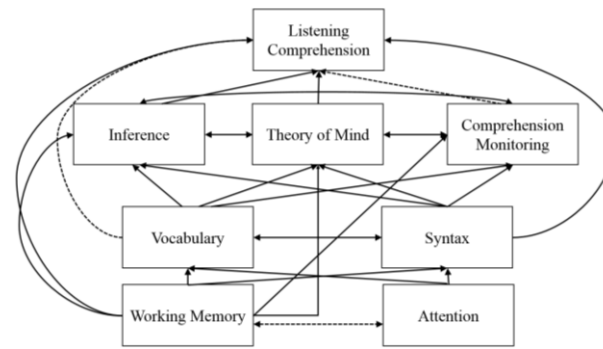 Listening
Comprehension
Inference
Theory of Mind
Comprehension
Monitoring
Vocabulary
Syntax
Working Memory
Attention